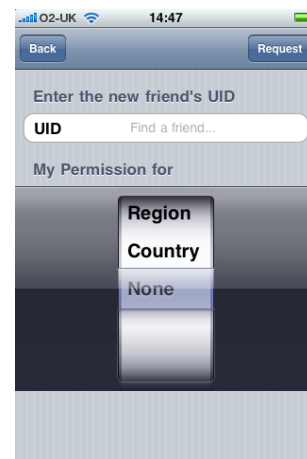 O2-UK 14:47
Back Request
Enter the new friend's UID
UID Find a friend...
My Permission for
Region
Country
None